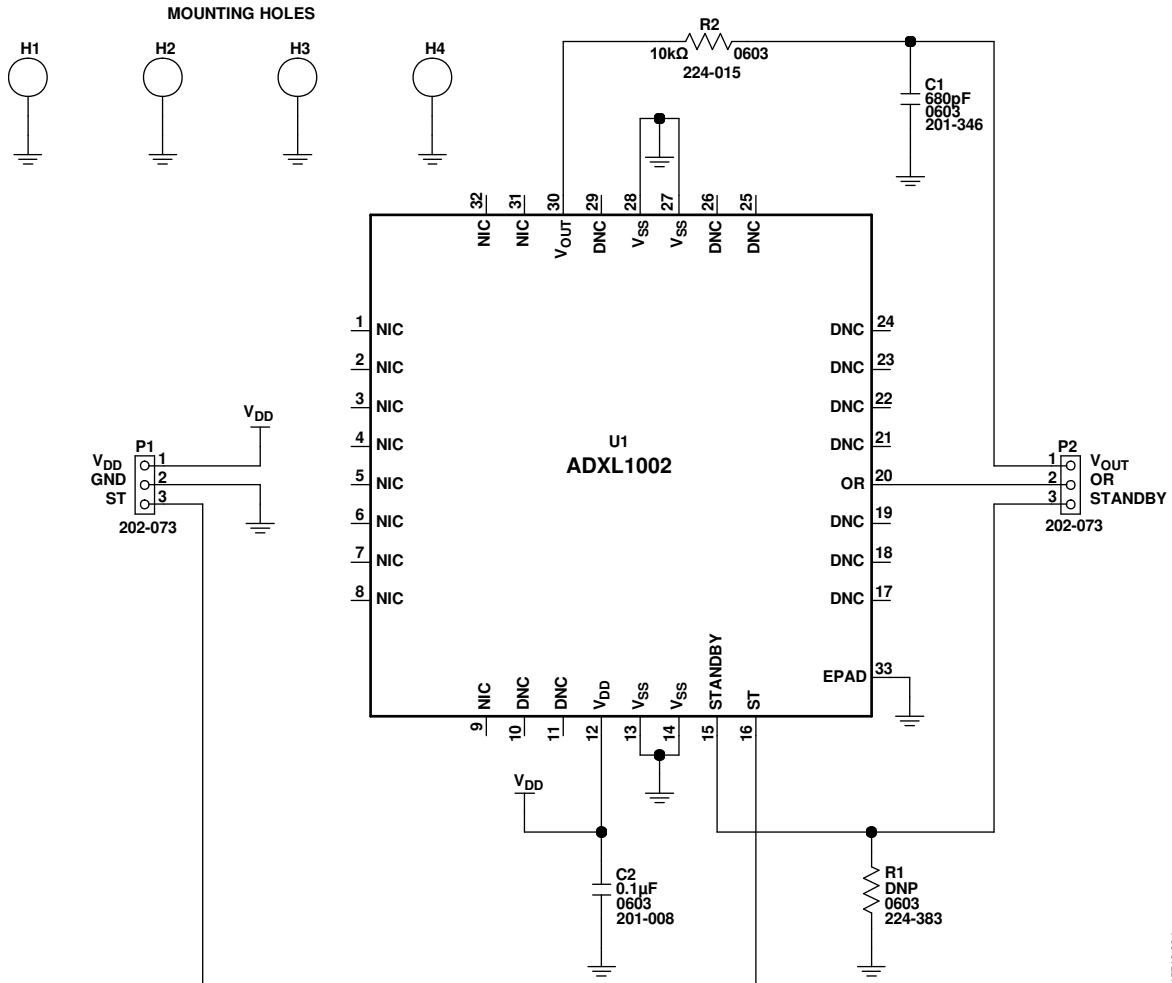 MOUNTING HOLES
H1
H2
H3
H4
R2
10kΩ
0603
224-015
C1
680pF
0603
201-346
32
31
30
29
28
27
26
25
NIC
NIC
VOUT
DNC
VSS
VSS
DNC
DNC
1
NIC
2
NIC
3
NIC
4
NIC
5
NIC
6
NIC
7
NIC
8
NIC
U1
ADXL1002
DNC
24
DNC
23
DNC
22
DNC
21
OR
20
DNC
19
DNC
18
DNC
17
EPAD
33
VDD
P1
VDD
1
GND
2
ST
3
202-073
P2
1
VOUT
2
OR
3
STANDBY
202-073
NIC
DNC
DNC
VDD
VSS
VSS
STANDBY
ST
9
10
11
12
13
14
15
16
VDD
C2
0.1µF
0603
201-008
R1
DNP
0603
224-383